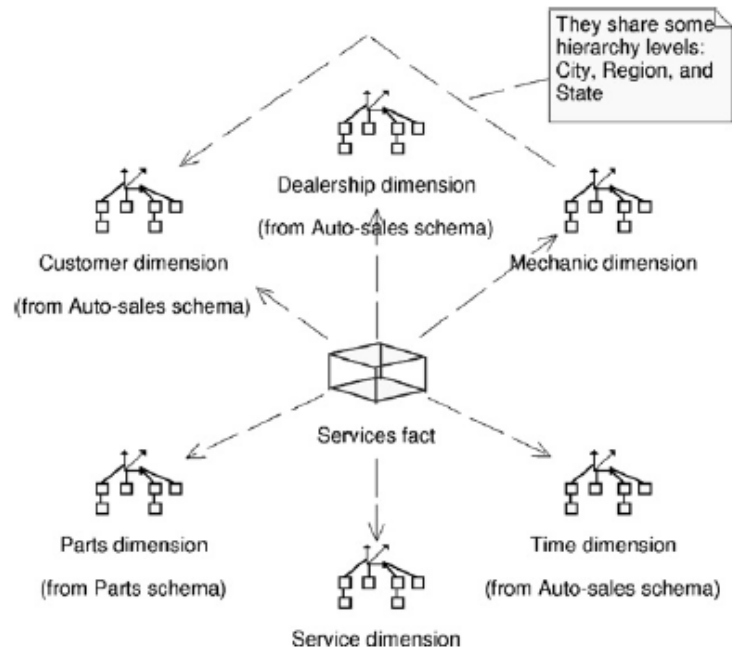 They share some
hierarchy levels:
City, Region, and
State
Dealership dimension
(from Auto-sales schema)
Customer dimension
(from Auto-sales schema)
Mechanic dimension
Services fact
Parts dimension
(from Parts schema)
Time dimension
(from Auto-sales schema)
Service dimension